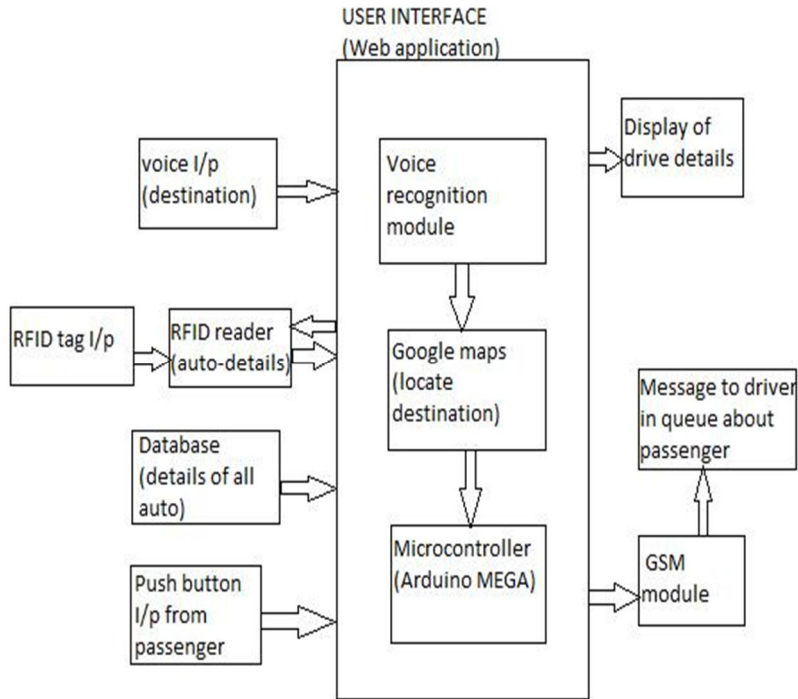 USER INTERFACE
(Web application)
voice I/p
(destination)
Voice
recognition
module
Display of
drive details
RFID tag I/p
RFID reader
(auto-details)
Google maps
(locate
destination)
Message to driver
in queue about
passenger
Database
(details of all
auto)
Microcontroller
(Arduino MEGA)
GSM
module
Push button
I/p from
passenger